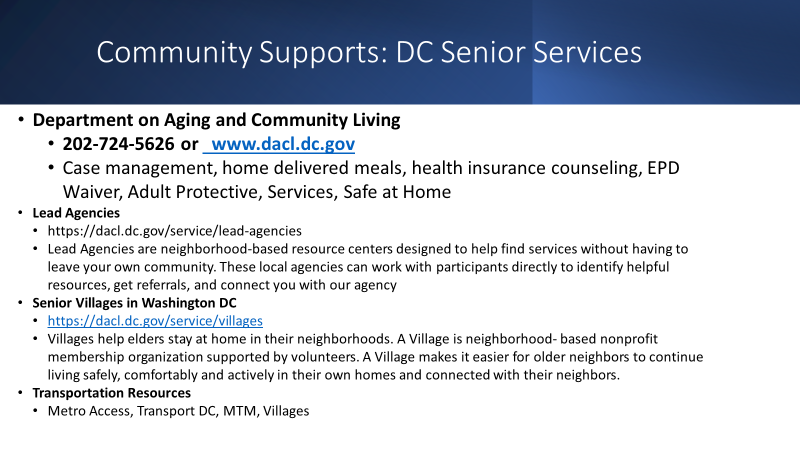 Community Supports: DC Senior Services
• Department on Aging and Community Living
• 202-724-5626 or  www.dacl.dc.gov
• Case management, home delivered meals, health insurance counseling, EPD
Waiver, Adult Protective, Services, Safe at Home
• Lead Agencies
• https://dacl.dc.gov/service/lead-agencies
• Lead Agencies are neighborhood-based resource centers designed to help find services without having to
leave your own community. These local agencies can work with participants directly to identify helpful
resources, get referrals, and connect you with our agency
• Senior Villages in Washington DC
• https://dacl.dc.gov/service/villages
• Villages help elders stay at home in their neighborhoods. A Village is neighborhood- based nonprofit
membership organization supported by volunteers. A Village makes it easier for older neighbors to continue
living safely, comfortably and actively in their own homes and connected with their neighbors.
• Transportation Resources
• Metro Access, Transport DC, MTM, Villages